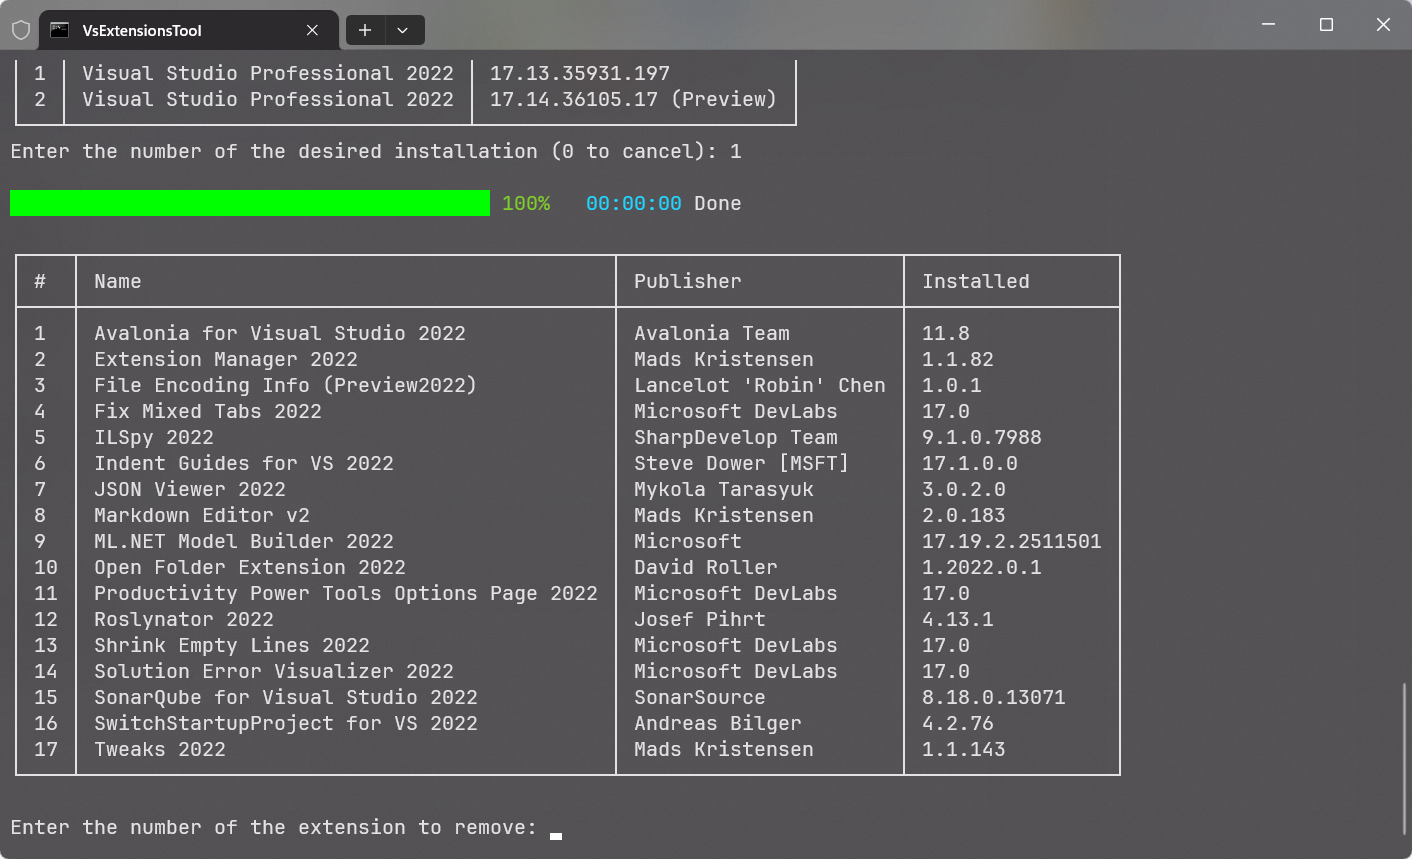 VsExtensionsTool
1 Visual Studio Professional 2022 17.13.35931.197
2 Visual Studio Professional 2022 17.14.36105.17 (Preview)
Enter the number of the desired installation (0 to cancel): 1
100% 00:00:00 Done
# Name Publisher Installed
1 Avalonia for Visual Studio 2022 Avalonia Team 11.8
2 Extension Manager 2022 Mads Kristensen 1.1.82
3 File Encoding Info (Preview2022) Lancelot 'Robin' Chen 1.0.1
4 Fix Mixed Tabs 2022 Microsoft DevLabs 17.0
5 ILSpy 2022 SharpDevelop Team 9.1.0.7988
6 Indent Guides for VS 2022 Steve Dower [MSFT] 17.1.0.0
7 JSON Viewer 2022 Mykola Tarasyuk 3.0.2.0
8 Markdown Editor v2 Mads Kristensen 2.0.183
9 ML.NET Model Builder 2022 Microsoft 17.19.2.2511501
10 Open Folder Extension 2022 David Roller 1.2022.0.1
11 Productivity Power Tools Options Page 2022 Microsoft DevLabs 17.0
12 Roslynator 2022 Josef Pihrt 4.13.1
13 Shrink Empty Lines 2022 Microsoft DevLabs 17.0
14 Solution Error Visualizer 2022 Microsoft DevLabs 17.0
15 SonarQube for Visual Studio 2022 SonarSource 8.18.0.13071
16 SwitchStartupProject for VS 2022 Andreas Bilger 4.2.76
17 Tweaks 2022 Mads Kristensen 1.1.143
Enter the number of the extension to remove: